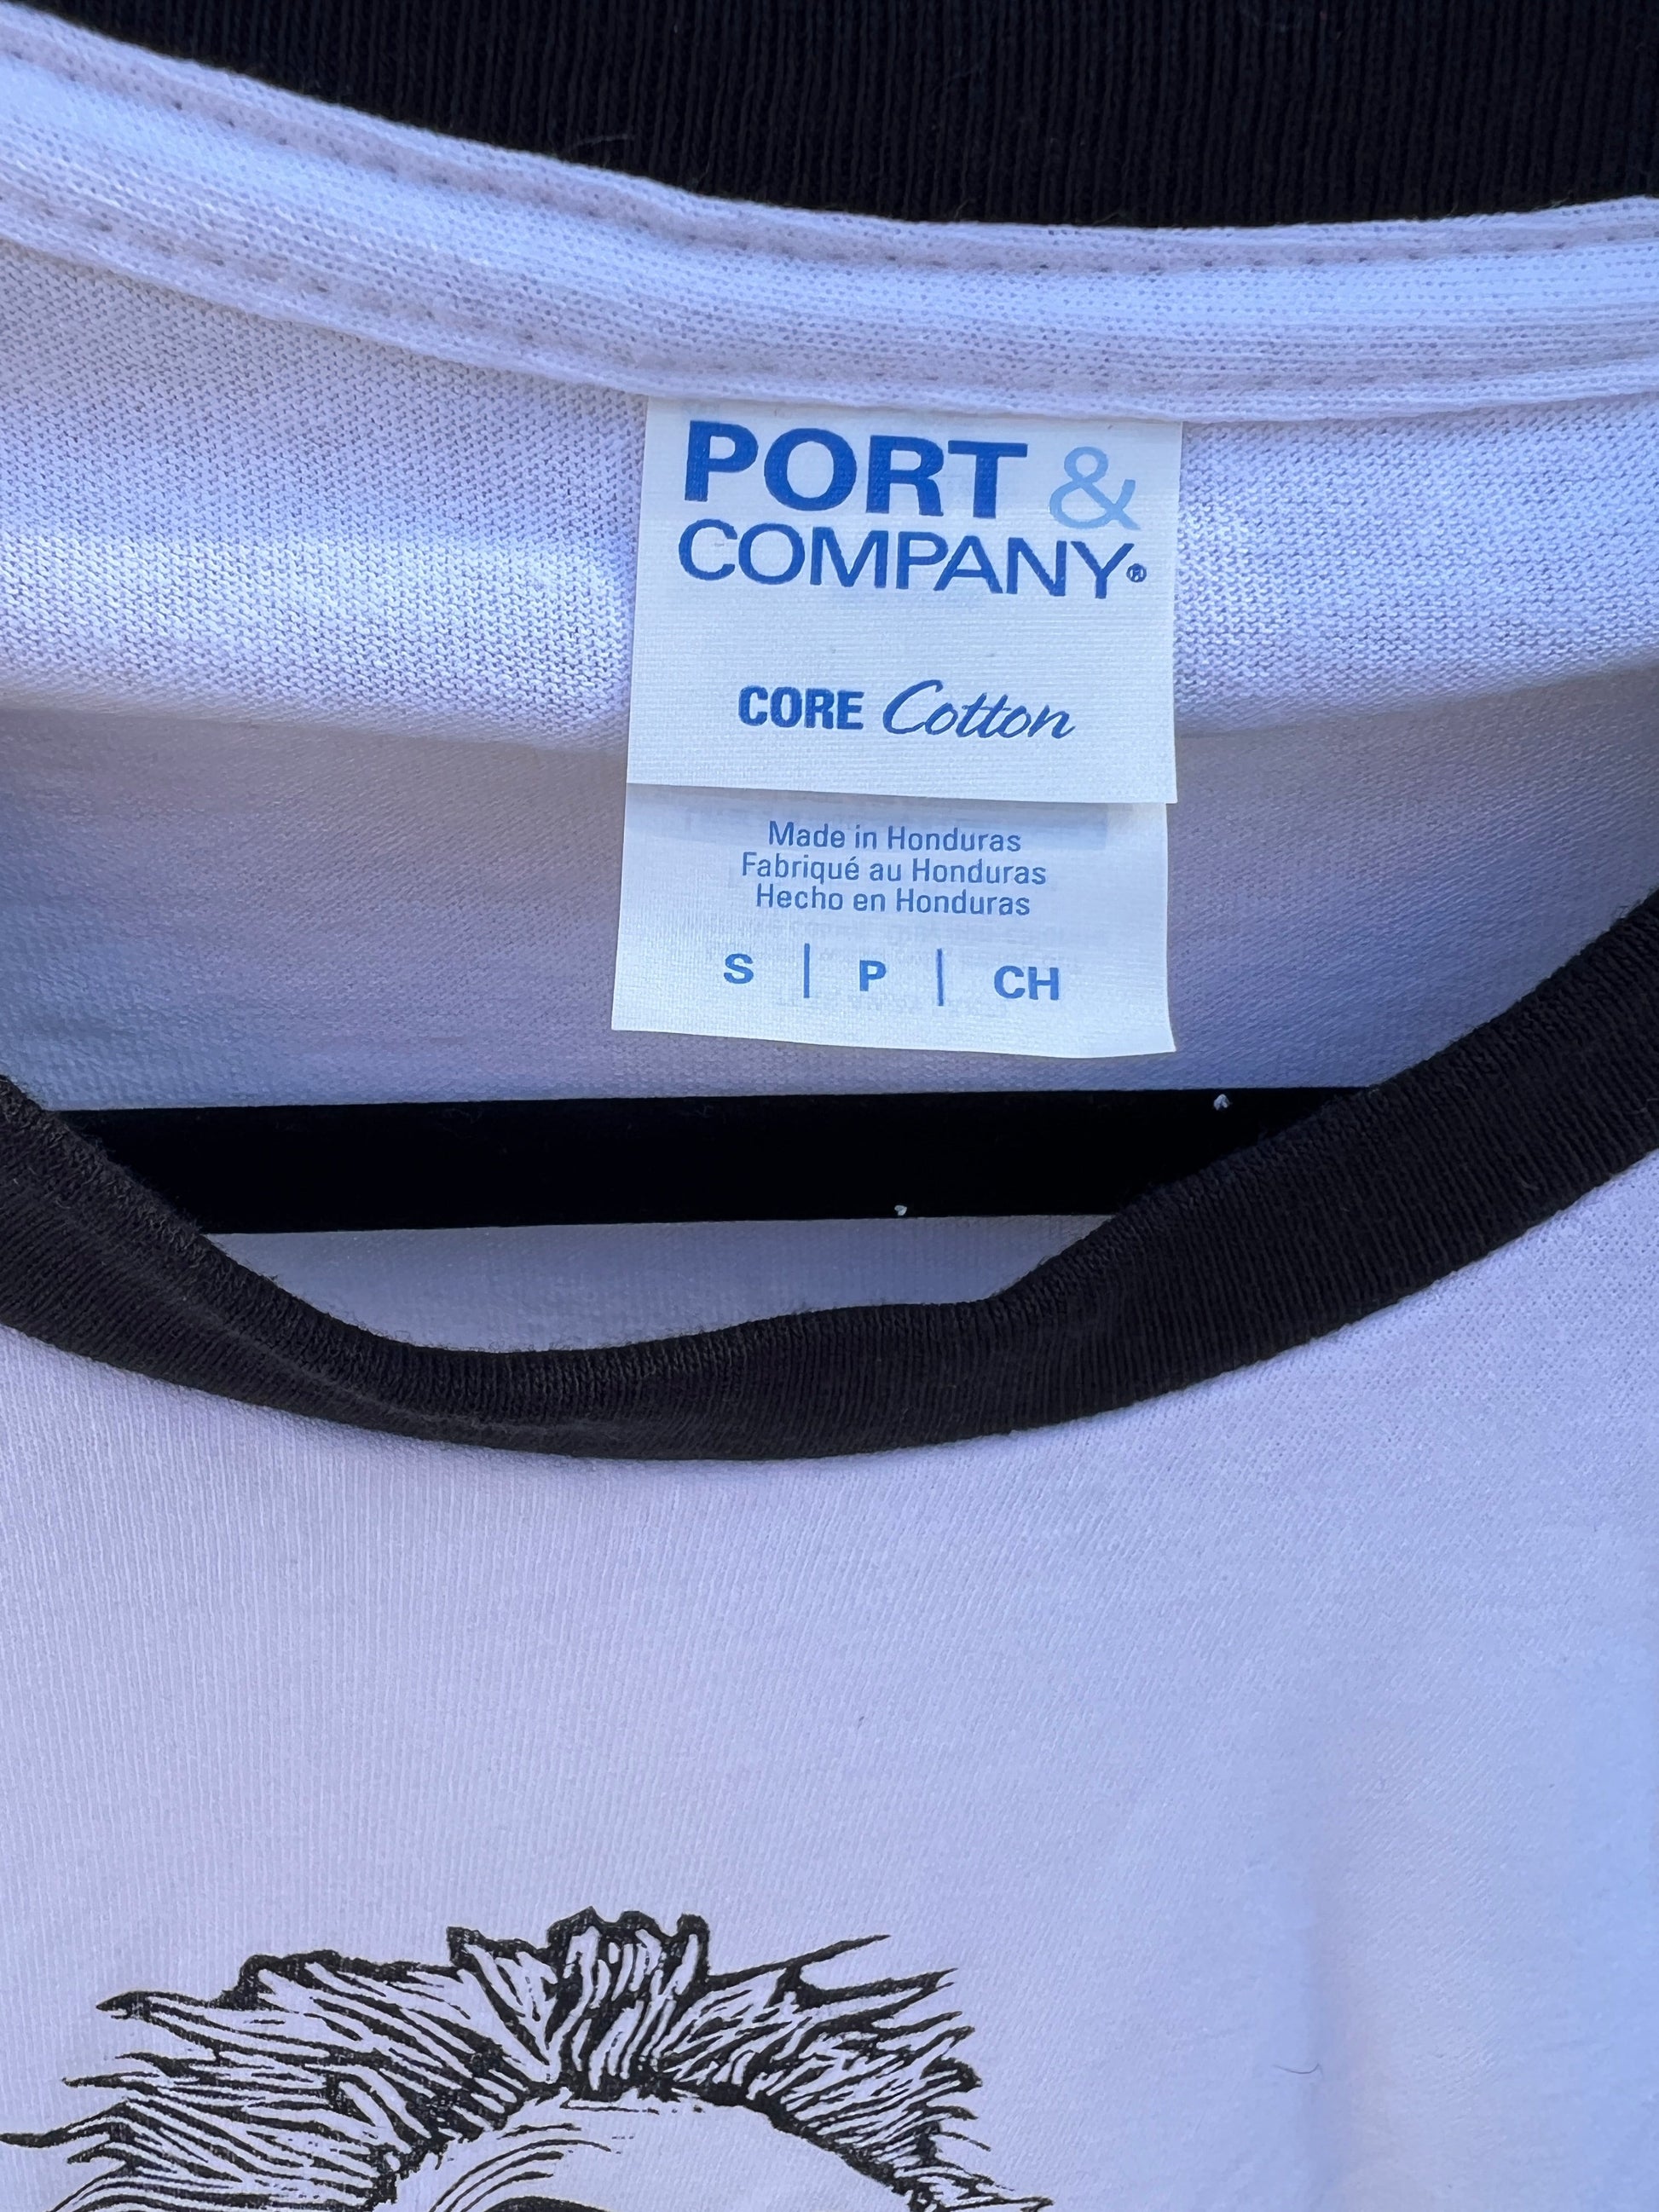 PORT &
COMPANY®
CORE Cotton
Made in Honduras
Fabriqué au Honduras
Hecho en Honduras
S | P | CH